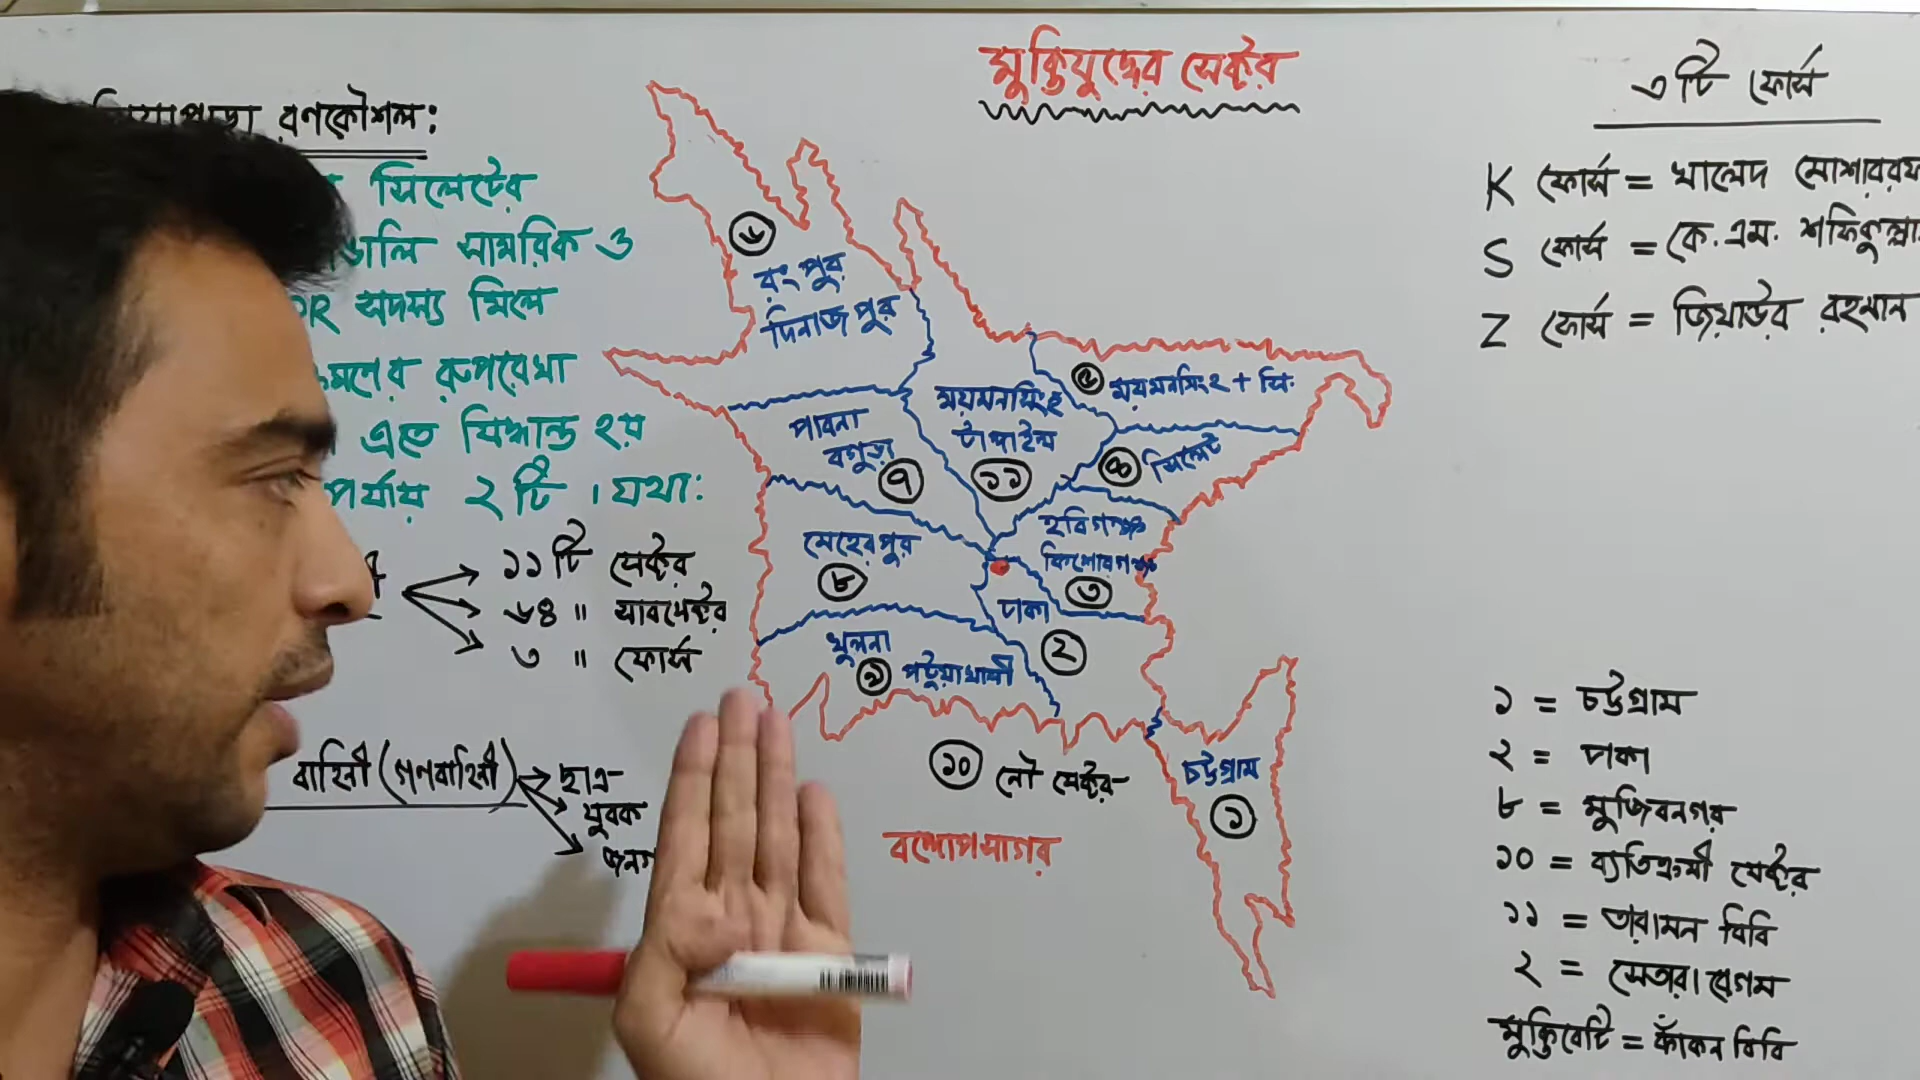 মুক্তিযুদ্ধের সেক্টর
রণকৌশল:
সিলেটের
সামরিক ও
সদস্য মিলে
রুপরেখা
এতে সিদ্ধান্ত হয়
পর্যায় ২টি । যথা:
১১টি সেক্টর
৬৪ " সাবসেক্টর
৩ " ফোর্স
বাহিনী (গণবাহিনী)
ছাত্র
যুবক
৬
রংপুর
দিনাজপুর
ময়মনসিংহ
টাঙ্গাইল
১১
৫ ময়মনসিংহ + সি.
পাবনা
বগুড়া
৭
৪ সিলেট
হবিগঞ্জ
কিশোরগঞ্জ
৩
মেহেরপুর
৮
ঢাকা
২
খুলনা
৯ পটুয়াখালী
১০ নৌ সেক্টর
চট্টগ্রাম
১
বঙ্গোপসাগর
৩টি ফোর্স
K ফোর্স = খালেদ মোশাররফ
S ফোর্স = কে.এম. শফিকুল্লা
Z ফোর্স = জিয়াউর রহমান
১ = চট্টগ্রাম
২ = ঢাকা
৮ = মুজিবনগর
১০ = ব্যতিক্রমী সেক্টর
১১ = তারামন বিবি
২ = সেতারা বেগম
মুক্তিবেটি = কাঁকন বিবি